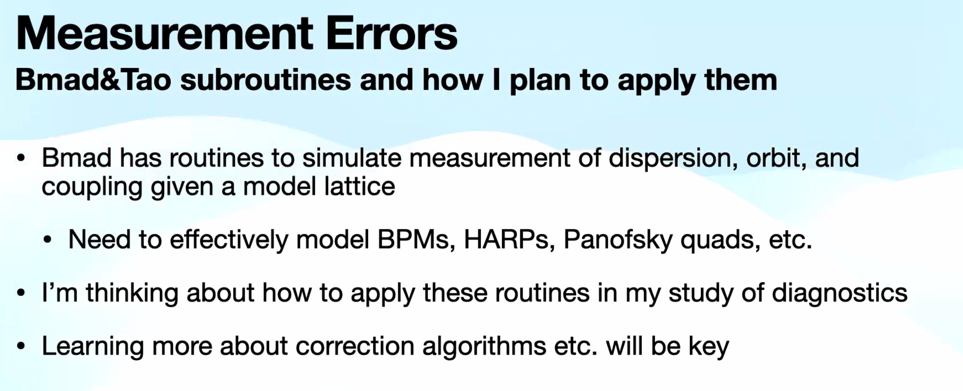 Measurement Errors
Bmad&Tao subroutines and how I plan to apply them
• Bmad has routines to simulate measurement of dispersion, orbit, and
coupling given a model lattice
• Need to effectively model BPMs, HARPs, Panofsky quads, etc.
• I'm thinking about how to apply these routines in my study of diagnostics
• Learning more about correction algorithms etc. will be key